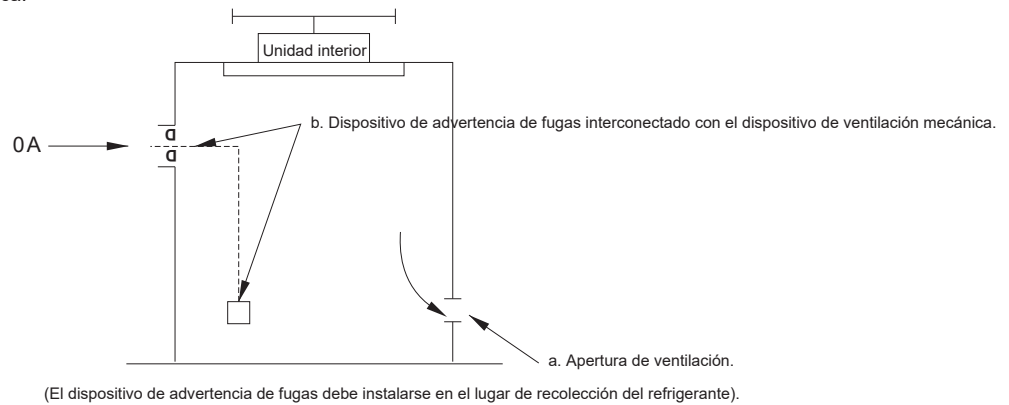 Unidad interior
b. Dispositivo de advertencia de fugas interconectado con el dispositivo de ventilación mecánica.
0A
a. Apertura de ventilación.
(El dispositivo de advertencia de fugas debe instalarse en el lugar de recolección del refrigerante).